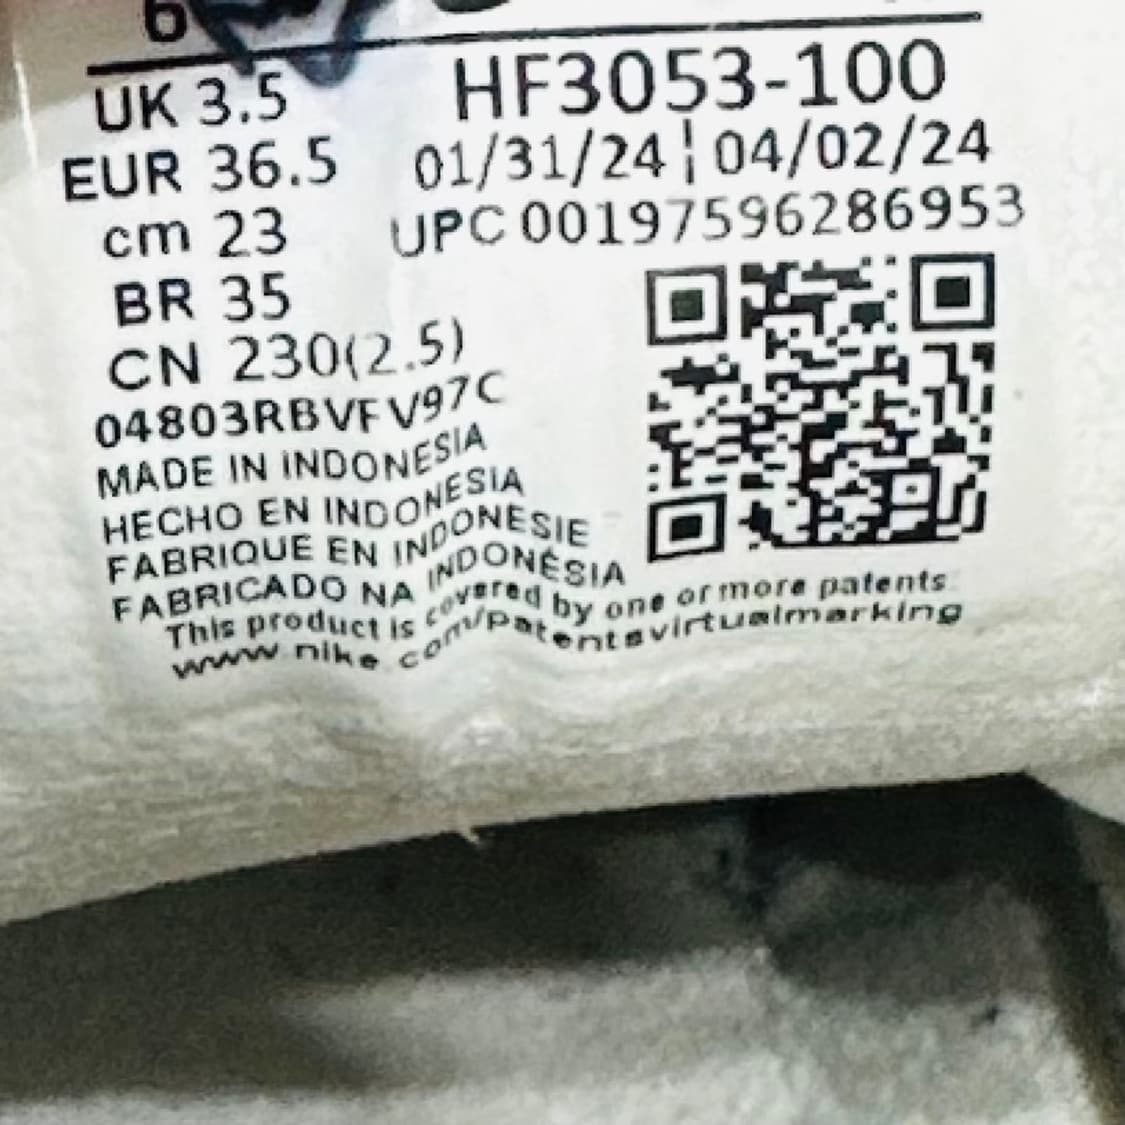 6
UK 3.5
EUR 36.5
cm 23
BR 35
CN 230(2.5)
HF3053-100
01/31/24 ¦ 04/02/24
UPC 00197596286953
04803RBVFV97C
MADE IN INDONESIA
HECHO EN INDONESIA
FABRIQUE EN INDONESIE
FABRICADO NA INDONÉSIA
This product is covered by one or more patents.
www.nike.com/patentsvirtualmarking